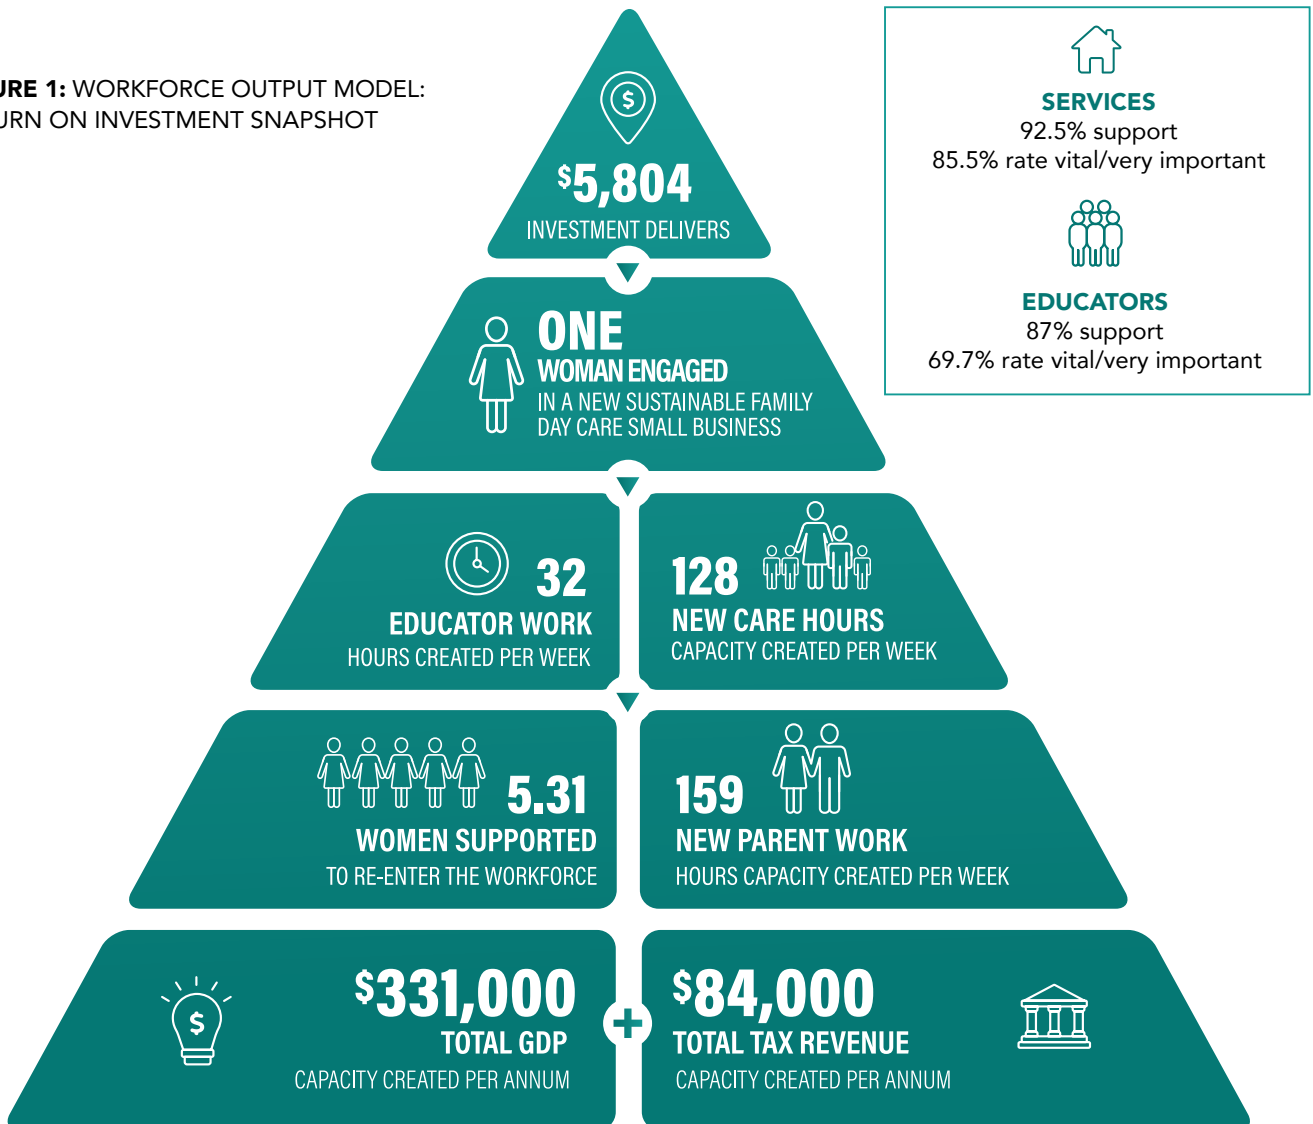 URE 1: WORKFORCE OUTPUT MODEL:
URN ON INVESTMENT SNAPSHOT
$
$5,804
INVESTMENT DELIVERS
SERVICES
92.5% support
85.5% rate vital/very important
EDUCATORS
87% support
69.7% rate vital/very important
ONE
WOMAN ENGAGED
IN A NEW SUSTAINABLE FAMILY
DAY CARE SMALL BUSINESS
32
EDUCATOR WORK
HOURS CREATED PER WEEK
128
NEW CARE HOURS
CAPACITY CREATED PER WEEK
5.31
WOMEN SUPPORTED
TO RE-ENTER THE WORKFORCE
159
NEW PARENT WORK
HOURS CAPACITY CREATED PER WEEK
$
$331,000
TOTAL GDP
CAPACITY CREATED PER ANNUM
+
$84,000
TOTAL TAX REVENUE
CAPACITY CREATED PER ANNUM